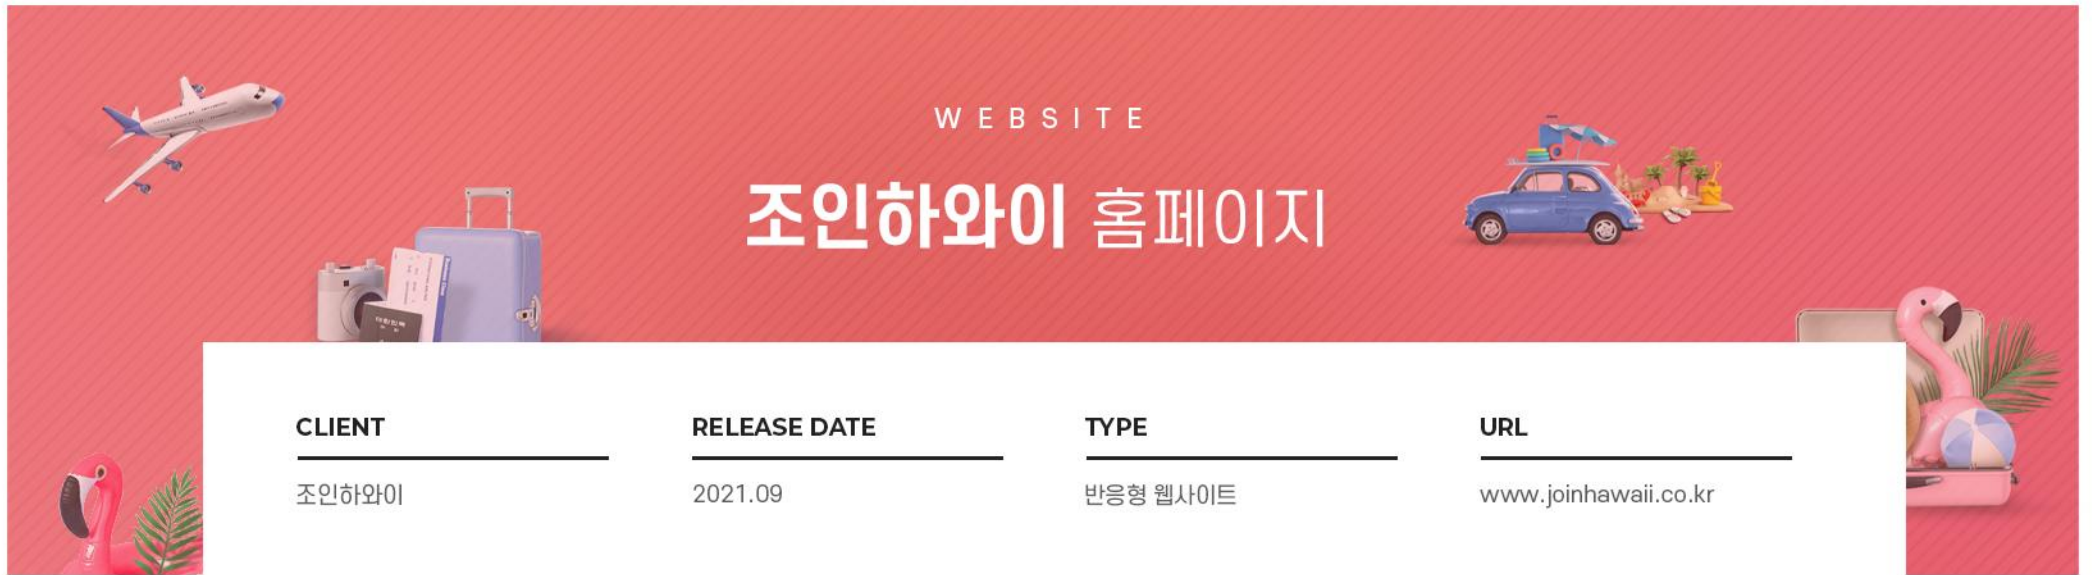 WEBSITE
조인하와이 홈페이지
CLIENT
조인하와이
RELEASE DATE
2021.09
TYPE
반응형 웹사이트
URL
www.joinhawaii.co.kr